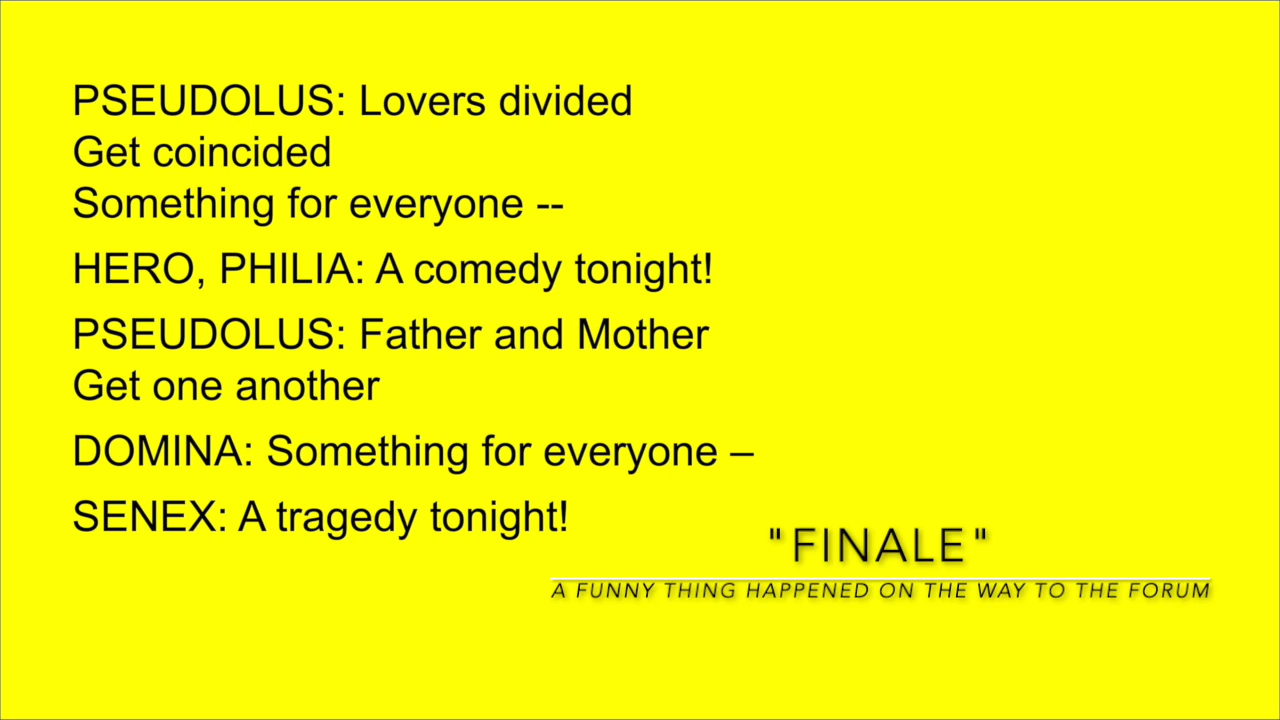 PSEUDOLUS: Lovers divided
Get coincided
Something for everyone --
HERO, PHILIA: A comedy tonight!
PSEUDOLUS: Father and Mother
Get one another
DOMINA: Something for everyone –
SENEX: A tragedy tonight!
"FINALE"
A FUNNY THING HAPPENED ON THE WAY TO THE FORUM